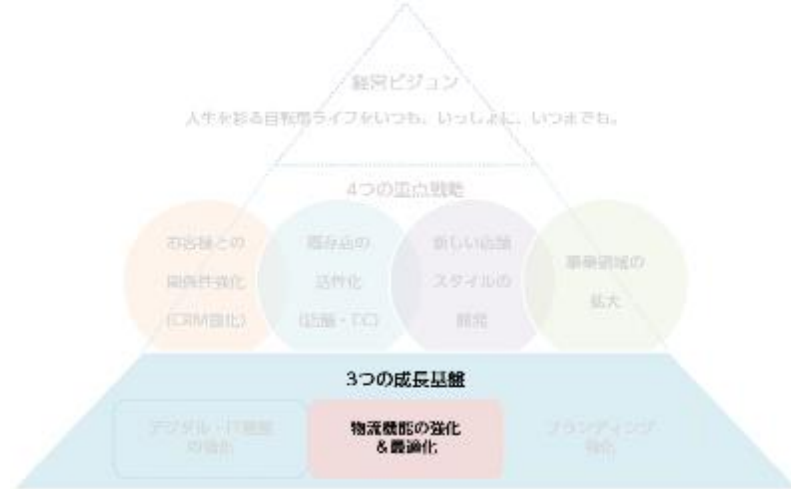 経営ビジョン
人生を彩る自転車ライフをいつも、いっしょに、いつまでも。
4つの重点戦略
お客様との
関係性強化
(CRM強化)
既存店の
活性化
(店舗・EC)
新しい店舗
スタイルの
開発
事業領域の
拡大
3つの成長基盤
デジタル・IT基盤
の強化
物流機能の強化
＆最適化
ブランディング
強化